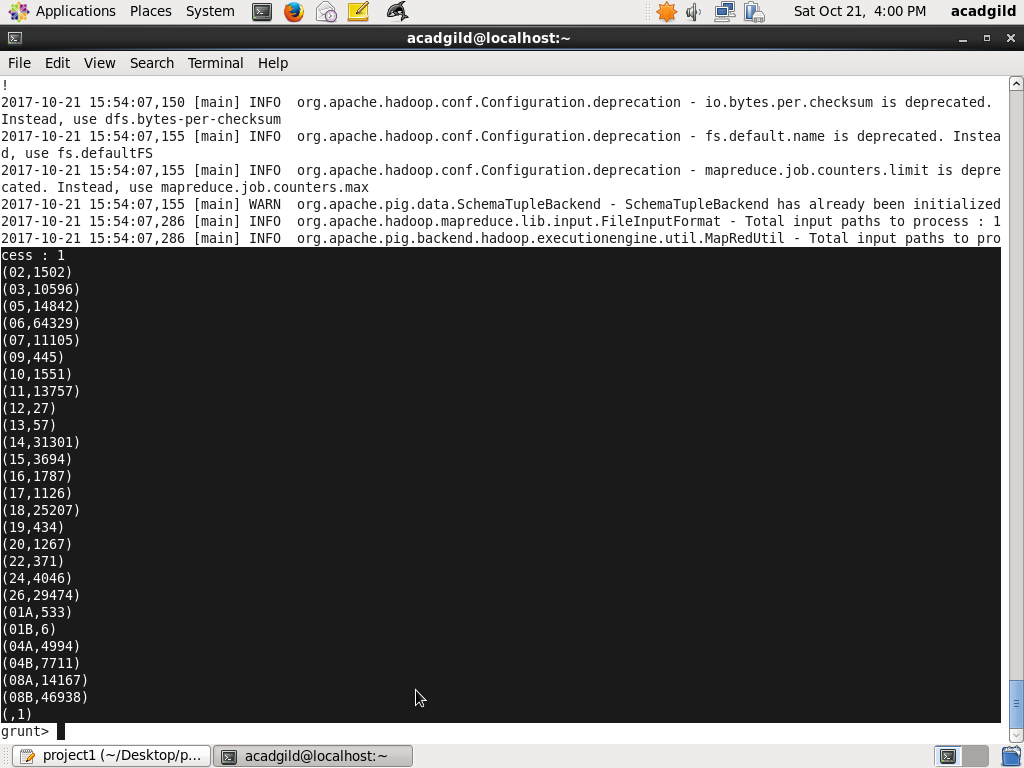 Applications Places System
Sat Oct 21, 4:00 PM acadgild
acadgild@localhost:~
File Edit View Search Terminal Help
!
2017-10-21 15:54:07,150 [main] INFO  org.apache.hadoop.conf.Configuration.deprecation - io.bytes.per.checksum is deprecated.
Instead, use dfs.bytes-per-checksum
2017-10-21 15:54:07,155 [main] INFO  org.apache.hadoop.conf.Configuration.deprecation - fs.default.name is deprecated. Instea
d, use fs.defaultFS
2017-10-21 15:54:07,155 [main] INFO  org.apache.hadoop.conf.Configuration.deprecation - mapreduce.job.counters.limit is depre
cated. Instead, use mapreduce.job.counters.max
2017-10-21 15:54:07,155 [main] WARN  org.apache.pig.data.SchemaTupleBackend - SchemaTupleBackend has already been initialized
2017-10-21 15:54:07,286 [main] INFO  org.apache.hadoop.mapreduce.lib.input.FileInputFormat - Total input paths to process : 1
2017-10-21 15:54:07,286 [main] INFO  org.apache.pig.backend.hadoop.executionengine.util.MapRedUtil - Total input paths to pro
cess : 1
(02,1502)
(03,10596)
(05,14842)
(06,64329)
(07,11105)
(09,445)
(10,1551)
(11,13757)
(12,27)
(13,57)
(14,31301)
(15,3694)
(16,1787)
(17,1126)
(18,25207)
(19,434)
(20,1267)
(22,371)
(24,4046)
(26,29474)
(01A,533)
(01B,6)
(04A,4994)
(04B,7711)
(08A,14167)
(08B,46938)
(,1)
grunt>
project1 (~/Desktop/p...
acadgild@localhost:~